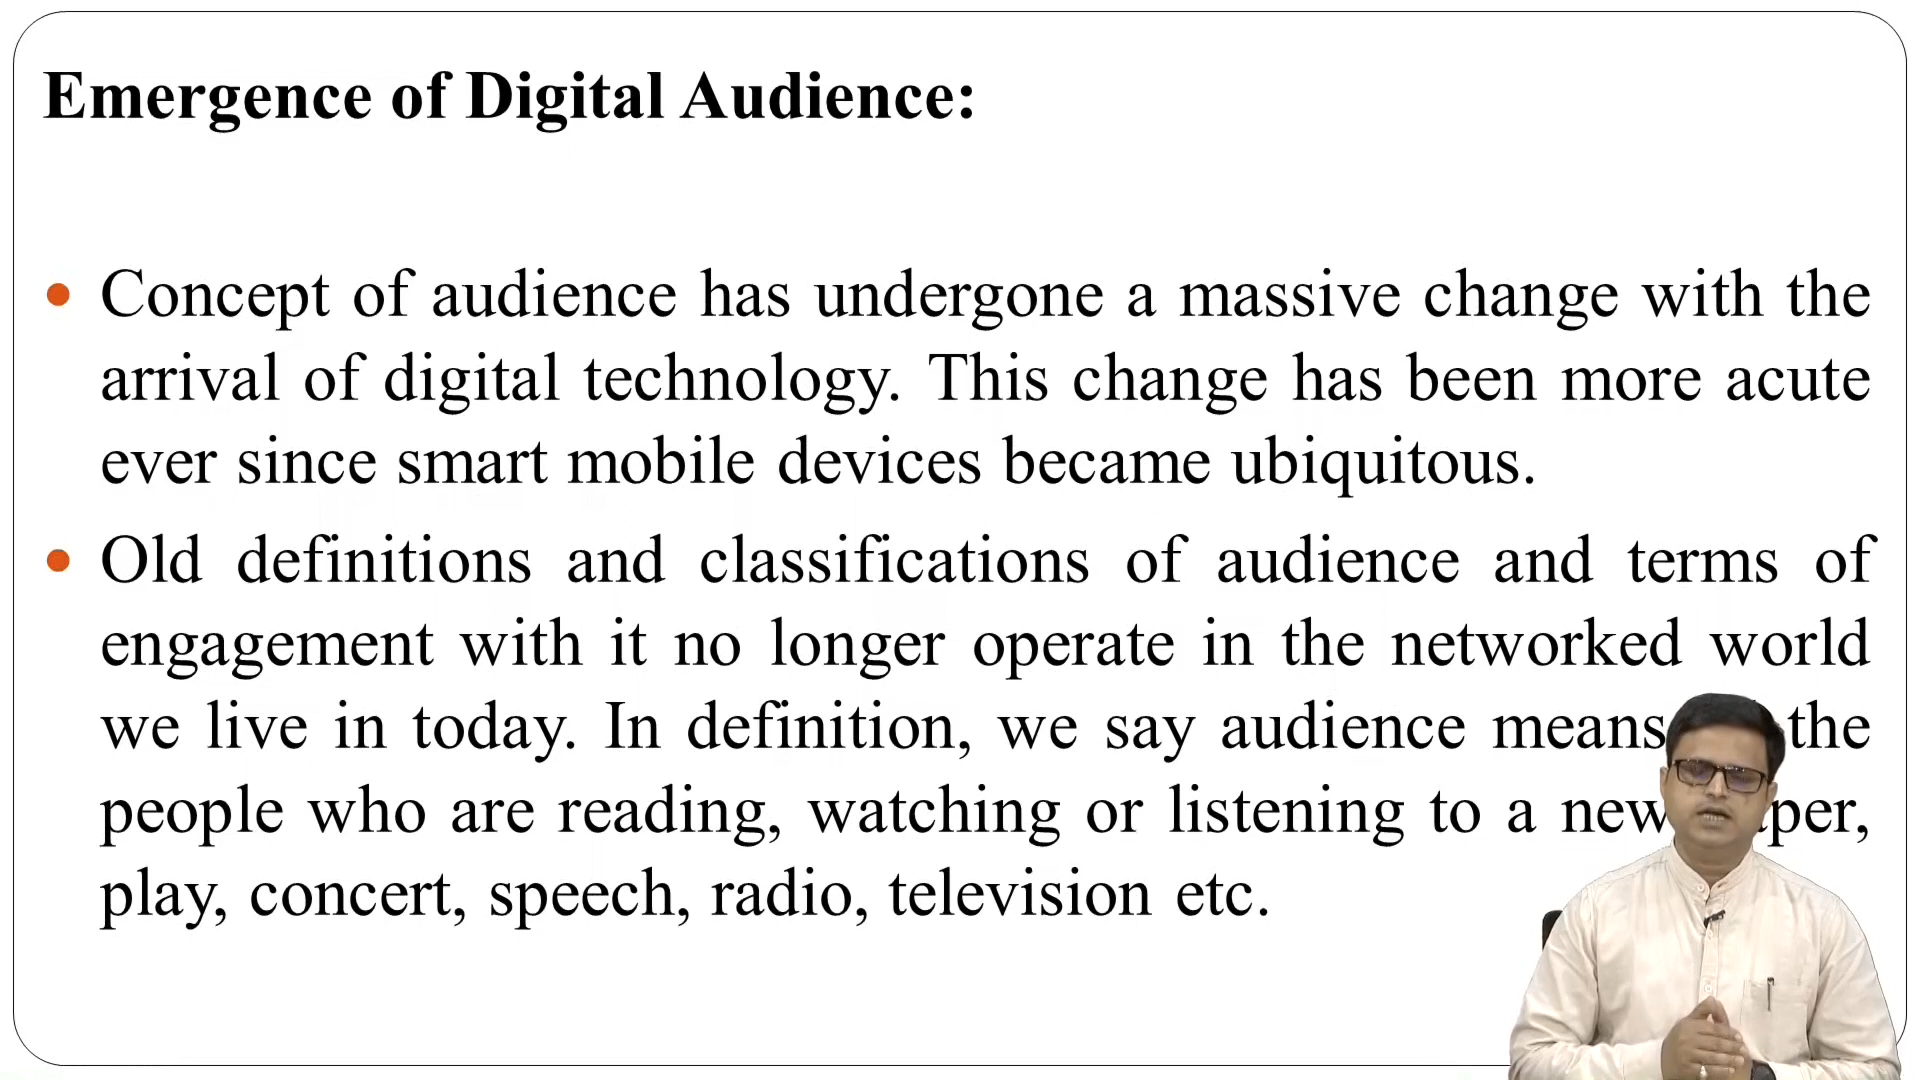 Emergence of Digital Audience:
Concept of audience has undergone a massive change with the
arrival of digital technology. This change has been more acute
ever since smart mobile devices became ubiquitous.
Old definitions and classifications of audience and terms of
engagement with it no longer operate in the networked world
we live in today. In definition, we say audience means the
people who are reading, watching or listening to a
play, concert, speech, radio, television etc.